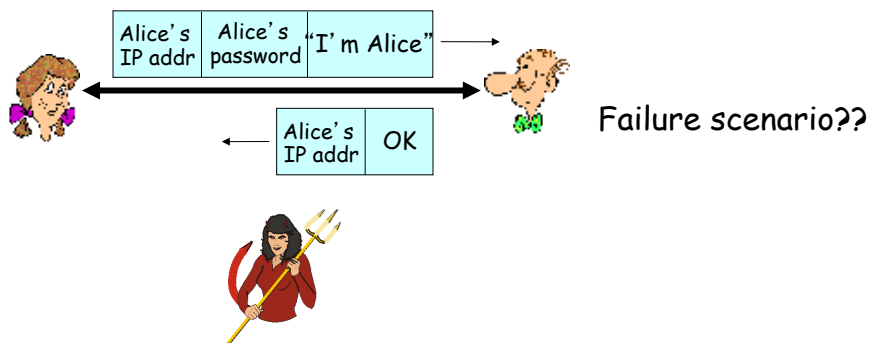 Alice’s
IP addr
Alice’s
password
“I’m Alice”
Alice’s
IP addr
OK
Failure scenario??